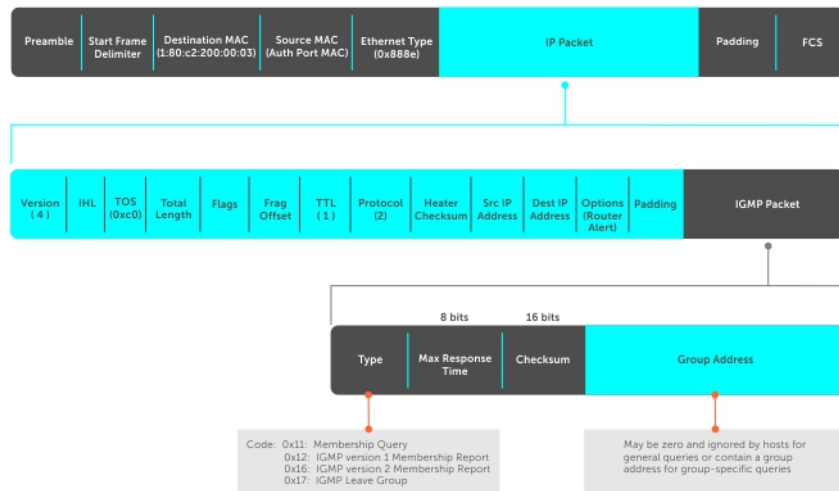 Preamble
Start Frame
Delimiter
Destination MAC
(1:80:c2:200:00:03)
Source MAC
(Auth Port MAC)
Ethernet Type
(0x888e)
IP Packet
Padding
FCS
Version
( 4 )
IHL
TOS
(0xc0)
Total
Length
Flags
Frag
Offset
TTL
( 1 )
Protocol
(2)
Heater
Checksum
Src IP
Address
Dest IP
Address
Options
(Router
Alert)
Padding
IGMP Packet
8 bits
16 bits
Type
Max Response
Time
Checksum
Group Address
Code: 0x11: Membership Query
0x12: IGMP version 1 Membership Report
0x16: IGMP version 2 Membership Report
0x17: IGMP Leave Group
May be zero and ignored by hosts for
general queries or contain a group
address for group-specific queries